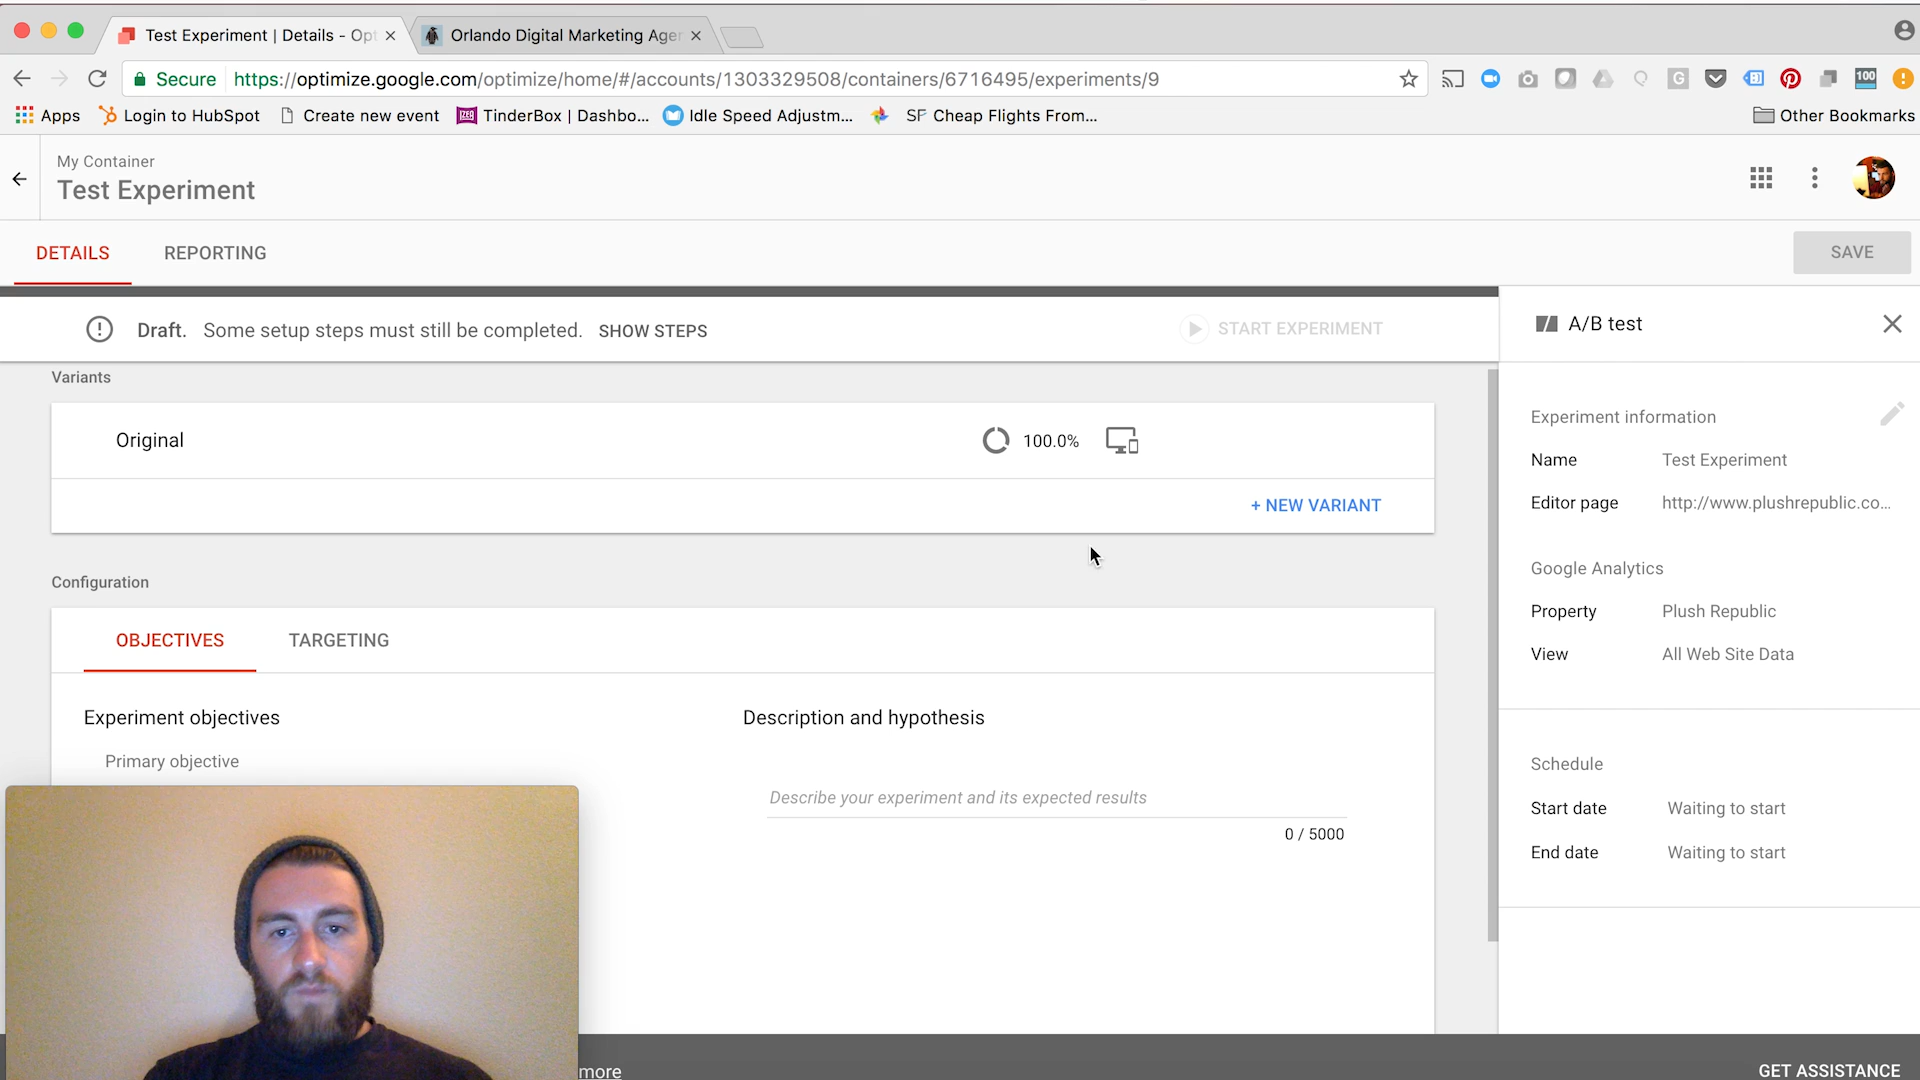 Test Experiment | Details - Opt
Orlando Digital Marketing Agen
Secure
https://optimize.google.com/optimize/home/#/accounts/1303329508/containers/6716495/experiments/9
G
100
Apps
Login to HubSpot
Create new event
IZEA
TinderBox | Dashbo...
Idle Speed Adjustm...
SF Cheap Flights From...
Other Bookmarks
My Container
Test Experiment
DETAILS
REPORTING
SAVE
Draft. Some setup steps must still be completed. SHOW STEPS
START EXPERIMENT
A/B test
Variants
Original
100.0%
+ NEW VARIANT
Experiment information
Name
Test Experiment
Editor page
http://www.plushrepublic.co...
Google Analytics
Property
Plush Republic
View
All Web Site Data
Configuration
OBJECTIVES
TARGETING
Experiment objectives
Primary objective
Description and hypothesis
Describe your experiment and its expected results
0 / 5000
Schedule
Start date
Waiting to start
End date
Waiting to start
more
GET ASSISTANCE